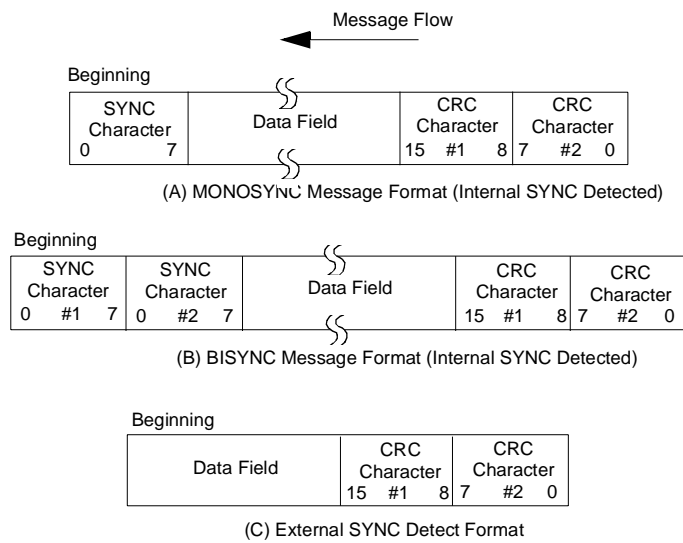 Message Flow
Beginning
SYNC Character 0 7
Data Field
CRC Character 15 #1 8
CRC Character 7 #2 0
(A) MONOSYNC Message Format (Internal SYNC Detected)
Beginning
SYNC Character 0 #1 7
SYNC Character 0 #2 7
Data Field
CRC Character 15 #1 8
CRC Character 7 #2 0
(B) BISYNC Message Format (Internal SYNC Detected)
Beginning
Data Field
CRC Character 15 #1 8
CRC Character 7 #2 0
(C) External SYNC Detect Format